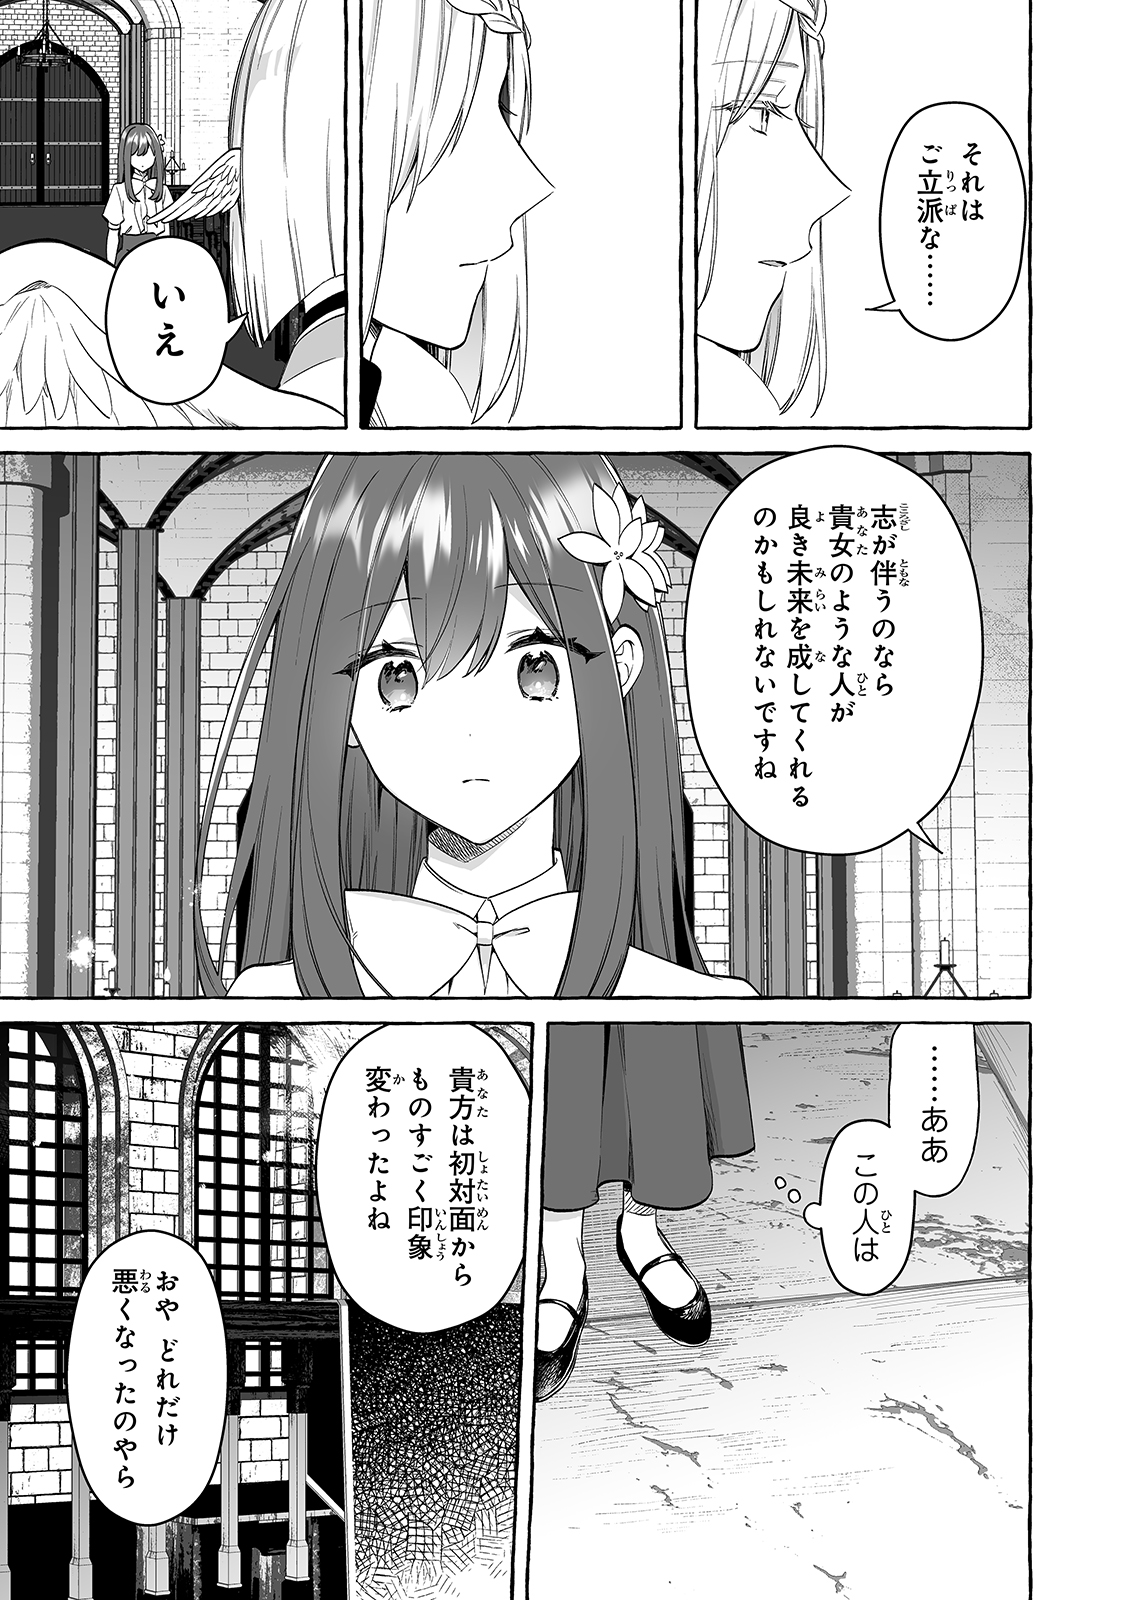 それは
ご立派な……
いえ
志が伴うのなら
貴女のような人が
良き未来を成してくれる
のかもしれないですね
……ああ
この人は
貴方は初対面から
ものすごく印象
変わったよね
おや どれだけ
悪くなったのやら